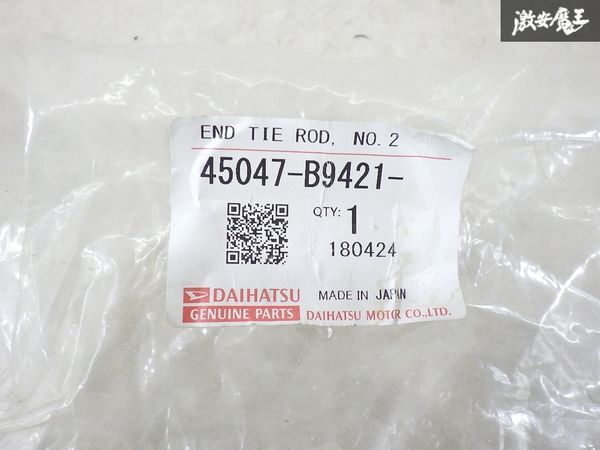 激安魔王
END TIE ROD, NO. 2
45047-B9421-
QTY: 1
180424
DAIHATSU MADE IN JAPAN
GENUINE PARTS DAIHATSU MOTOR CO.,LTD.